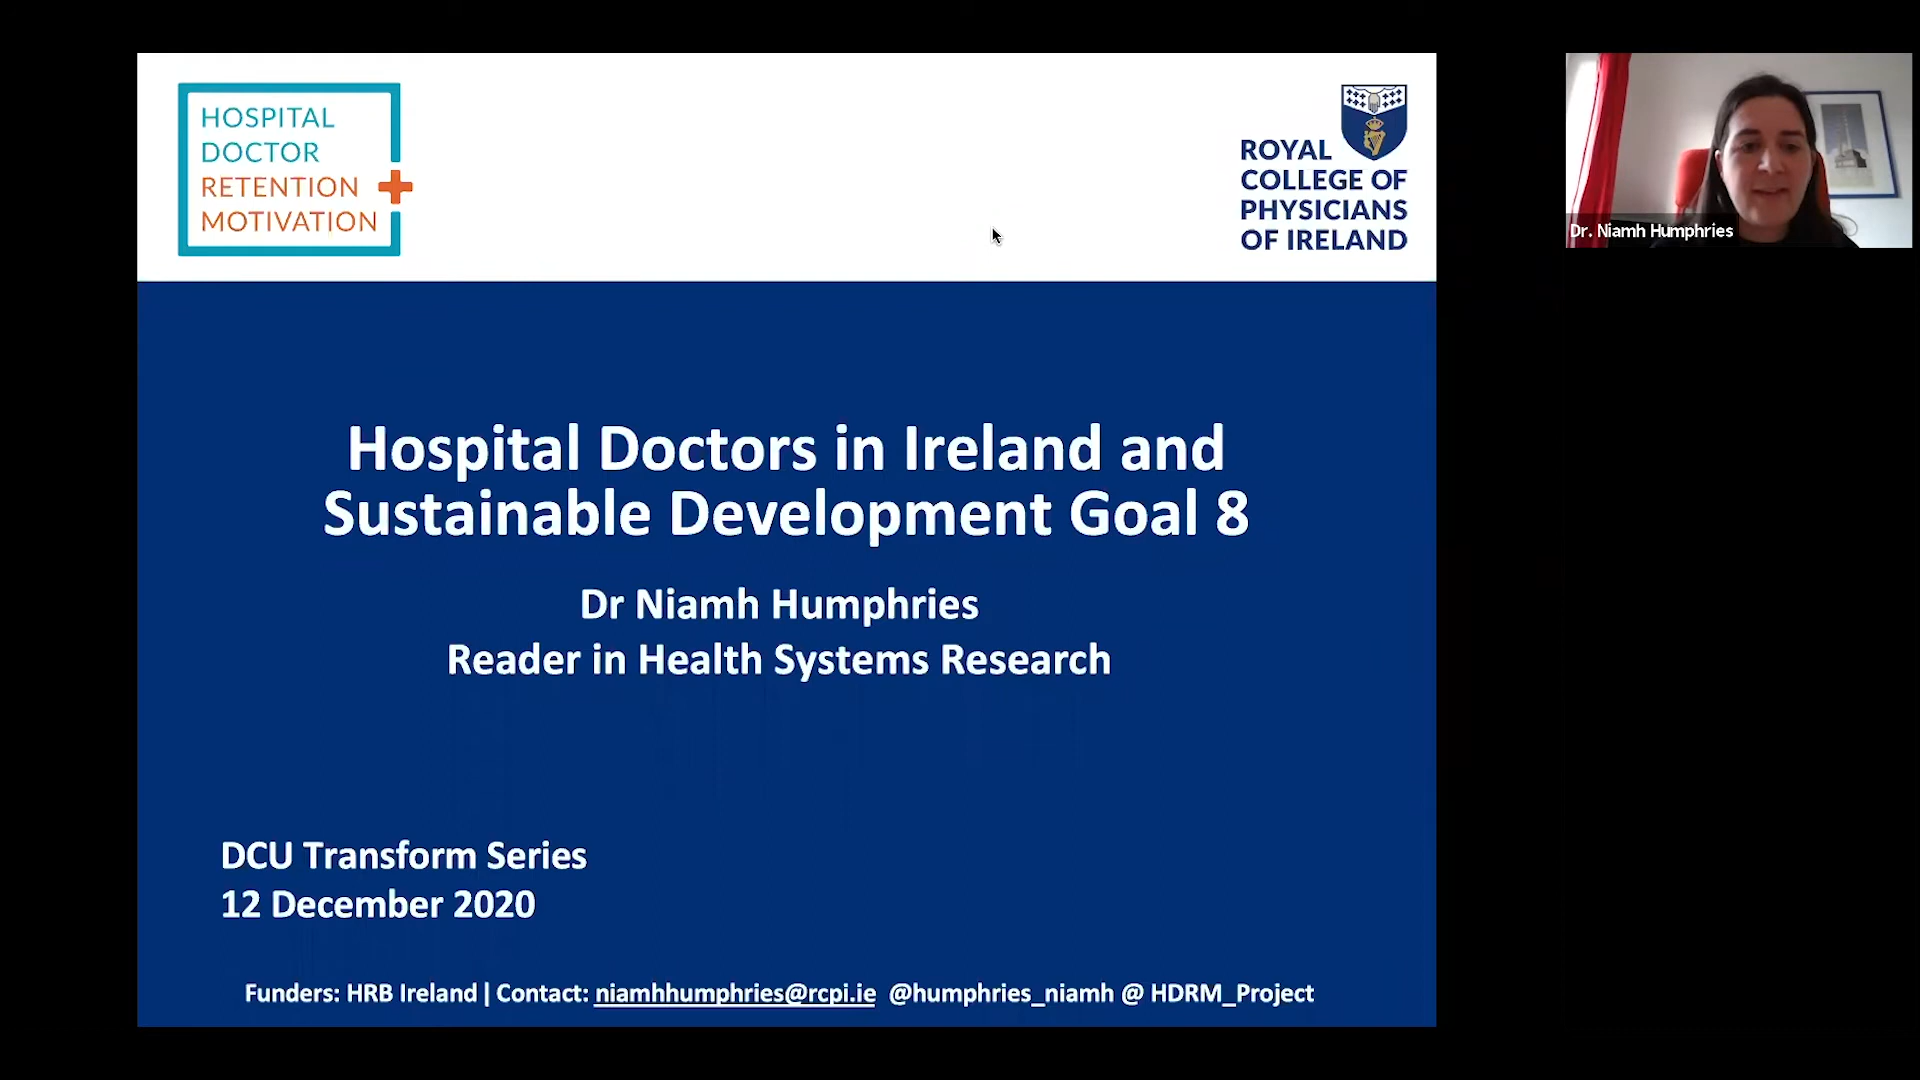 HOSPITAL
DOCTOR
RETENTION
MOTIVATION
ROYAL
COLLEGE OF
PHYSICIANS
OF IRELAND
Dr. Niamh Humphries
Hospital Doctors in Ireland and
Sustainable Development Goal 8
Dr Niamh Humphries
Reader in Health Systems Research
DCU Transform Series
12 December 2020
Funders: HRB Ireland | Contact: niamhhumphries@rcpi.ie @humphries_niamh @ HDRM_Project